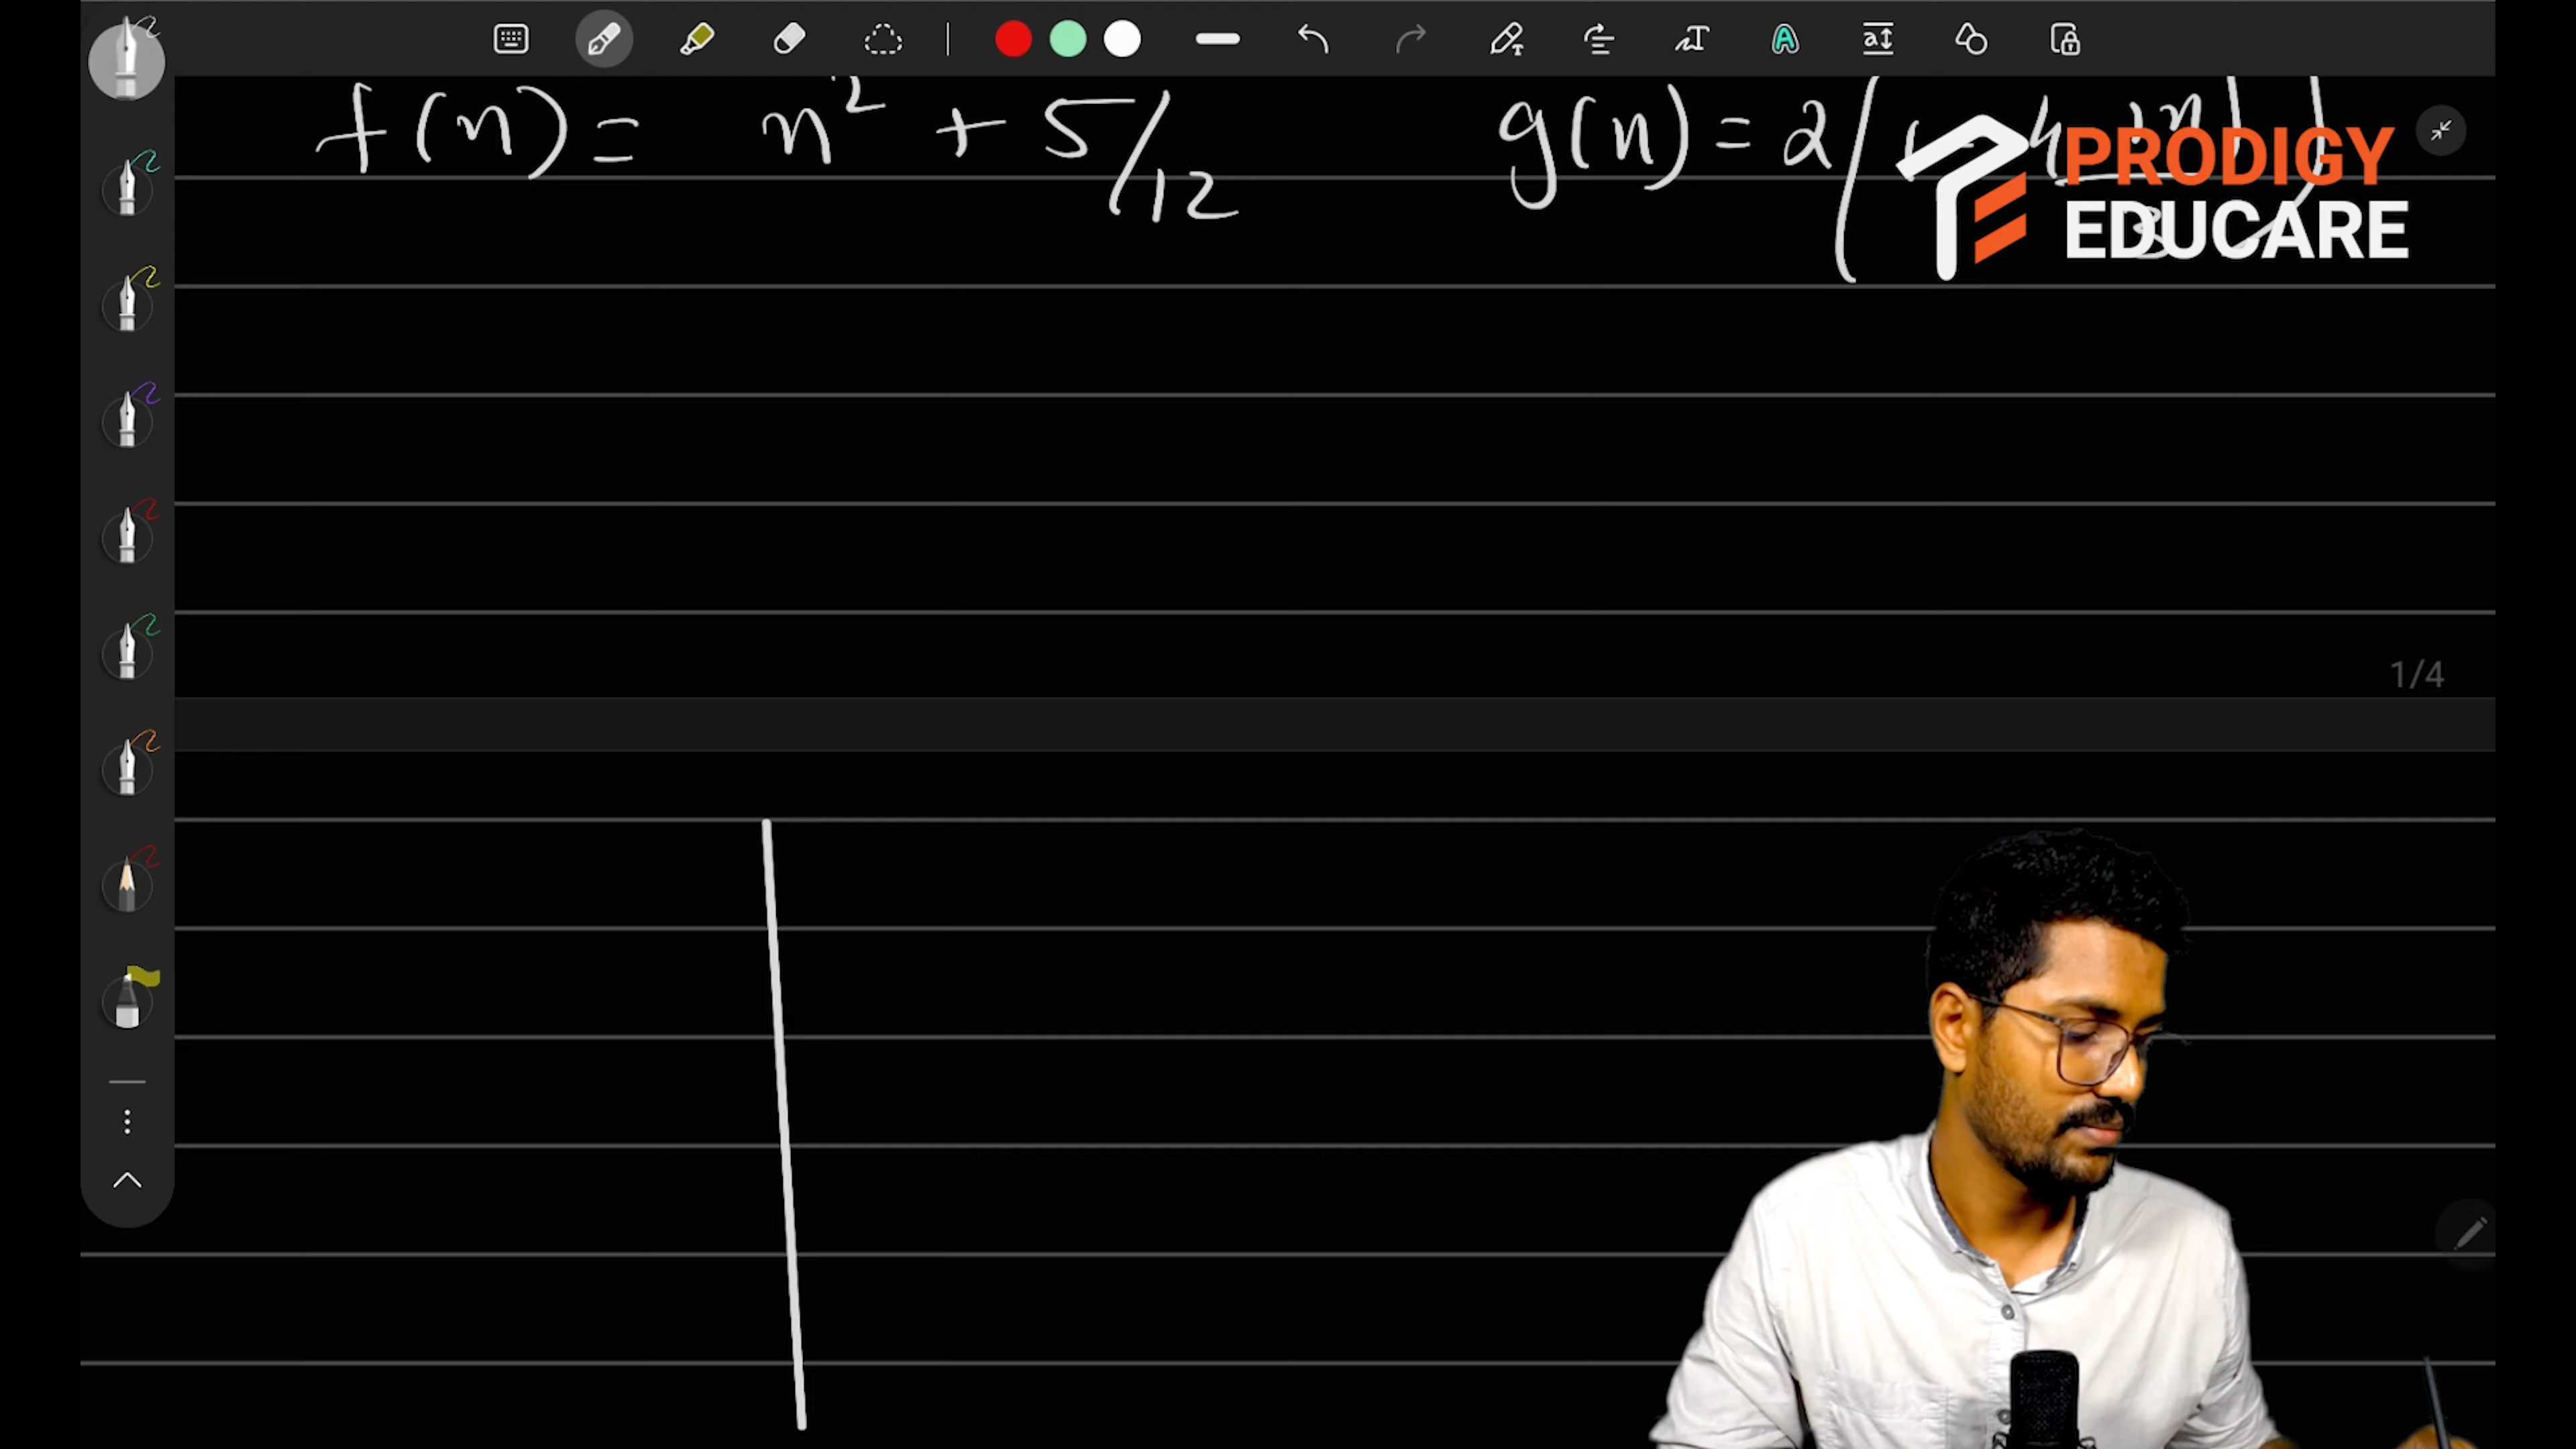 f(n) = n² + 5/12
g(n) = 2(
PRODIGY
EDUCARE
1/4